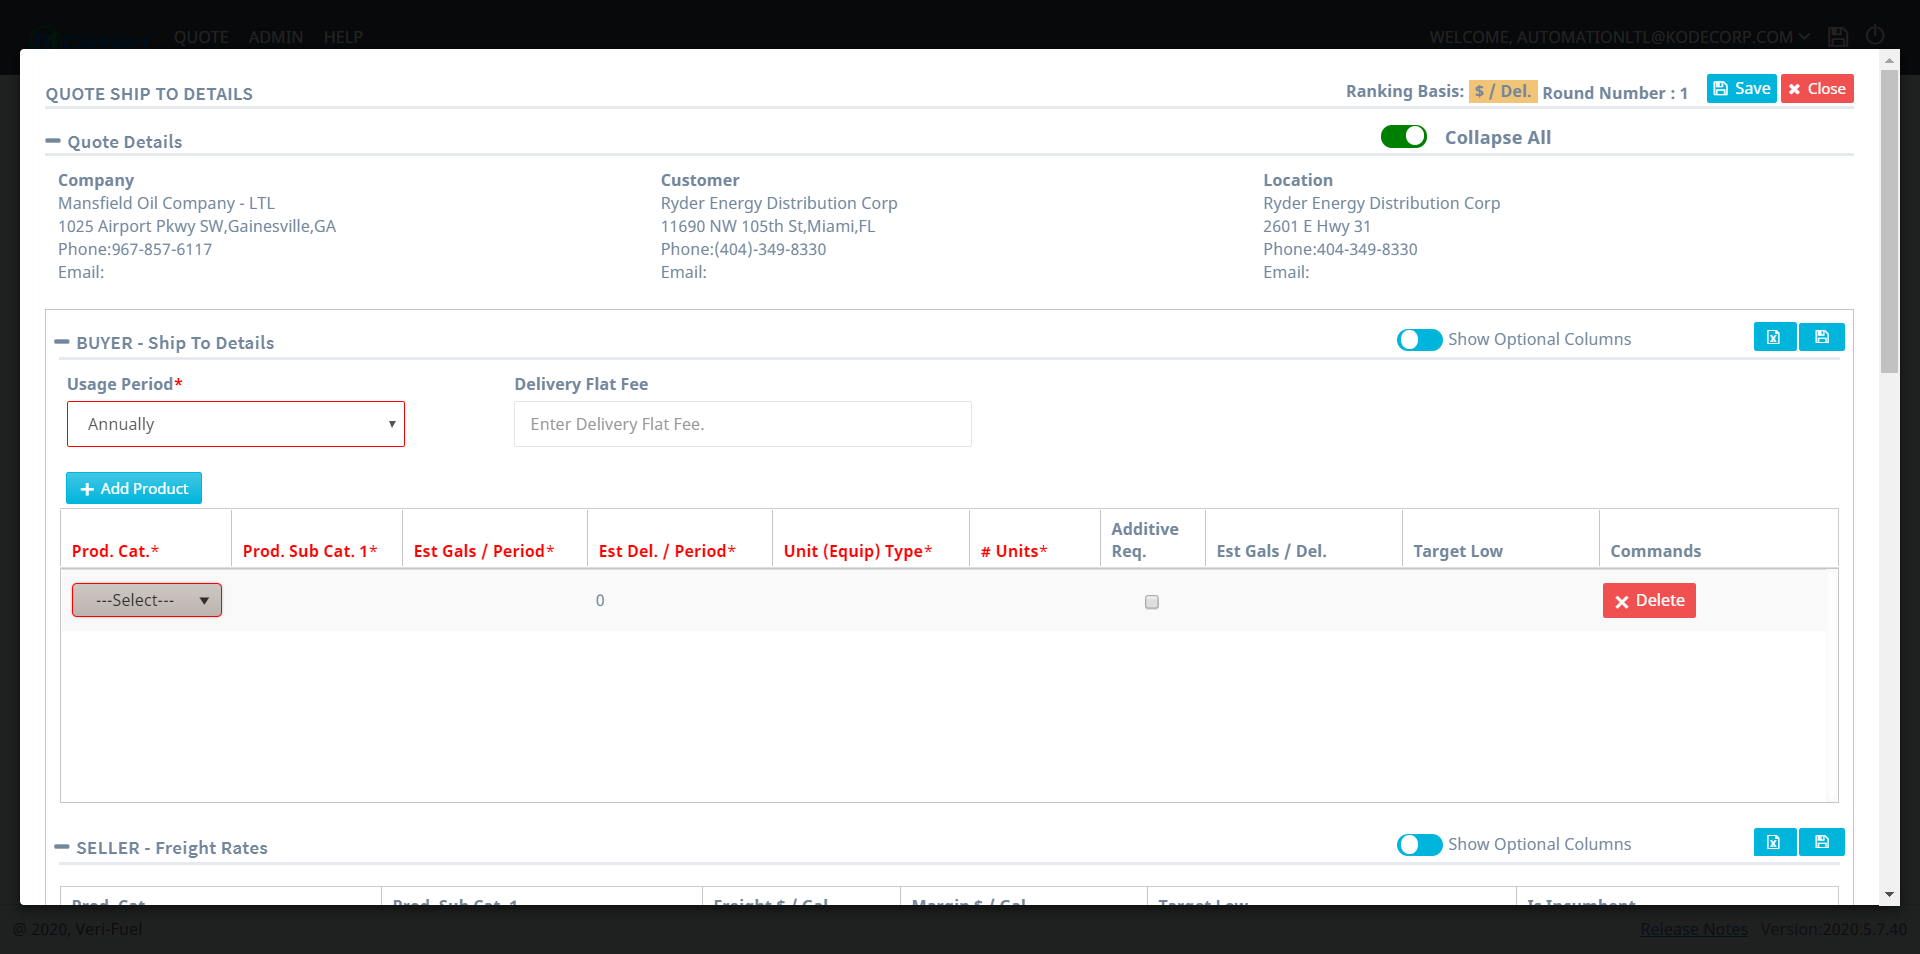 QUOTE ADMIN HELP WELCOME, AUTOMATIONLTL@KODECORP.COM
QUOTE SHIP TO DETAILS Ranking Basis: $ / Del. Round Number : 1 Save Close
Quote Details Collapse All
Company Customer Location
Mansfield Oil Company - LTL Ryder Energy Distribution Corp Ryder Energy Distribution Corp
1025 Airport Pkwy SW,Gainesville,GA 11690 NW 105th St,Miami,FL 2601 E Hwy 31
Phone:967-857-6117 Phone:(404)-349-8330 Phone:404-349-8330
Email: Email: Email:
BUYER - Ship To Details Show Optional Columns
Usage Period* Delivery Flat Fee
Annually Enter Delivery Flat Fee.
Add Product
Prod. Cat.* Prod. Sub Cat. 1* Est Gals / Period* Est Del. / Period* Unit (Equip) Type* # Units* Additive Req. Est Gals / Del. Target Low Commands
---Select--- 0 Delete
SELLER - Freight Rates Show Optional Columns
Prod. Cat. Prod. Sub Cat. 1 Freight $ / Gal Margin $ / Gal Target Low Is Incumbent
@ 2020, Veri-Fuel Release Notes Version:2020.5.7.40